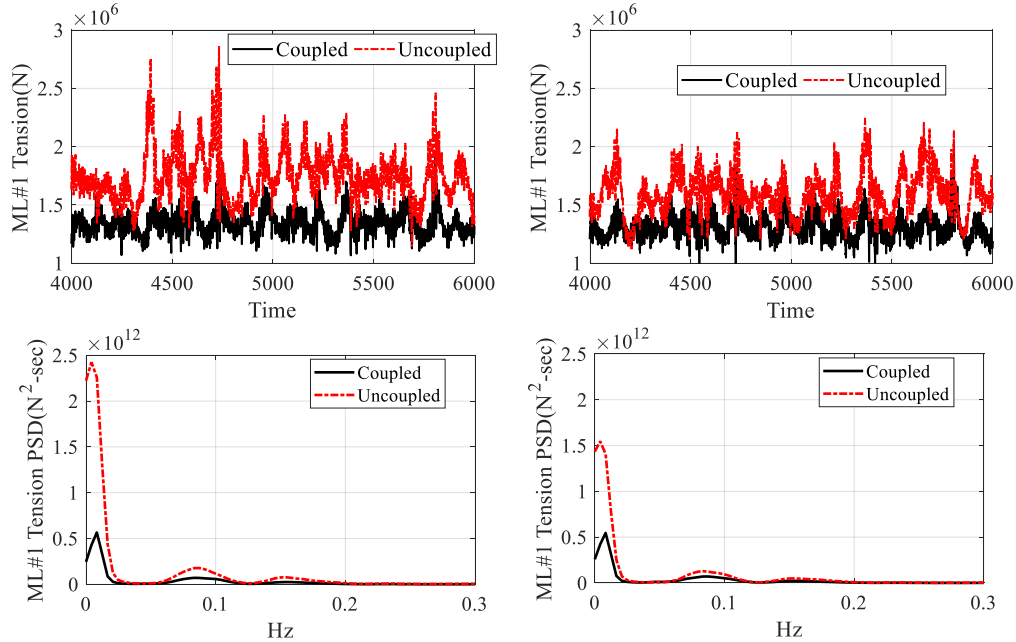 ×10^6
3
2.5
2
1.5
1
ML#1 Tension(N)
Coupled Uncoupled
4000 4500 5000 5500 6000
Time
×10^6
3
2.5
2
1.5
1
ML#1 Tension(N)
Coupled Uncoupled
4000 4500 5000 5500 6000
Time
×10^12
2.5
2
1.5
1
0.5
0
ML#1 Tension PSD(N^2-sec)
Coupled
Uncoupled
0 0.1 0.2 0.3
Hz
×10^12
2.5
2
1.5
1
0.5
0
ML#1 Tension PSD(N^2-sec)
Coupled
Uncoupled
0 0.1 0.2 0.3
Hz